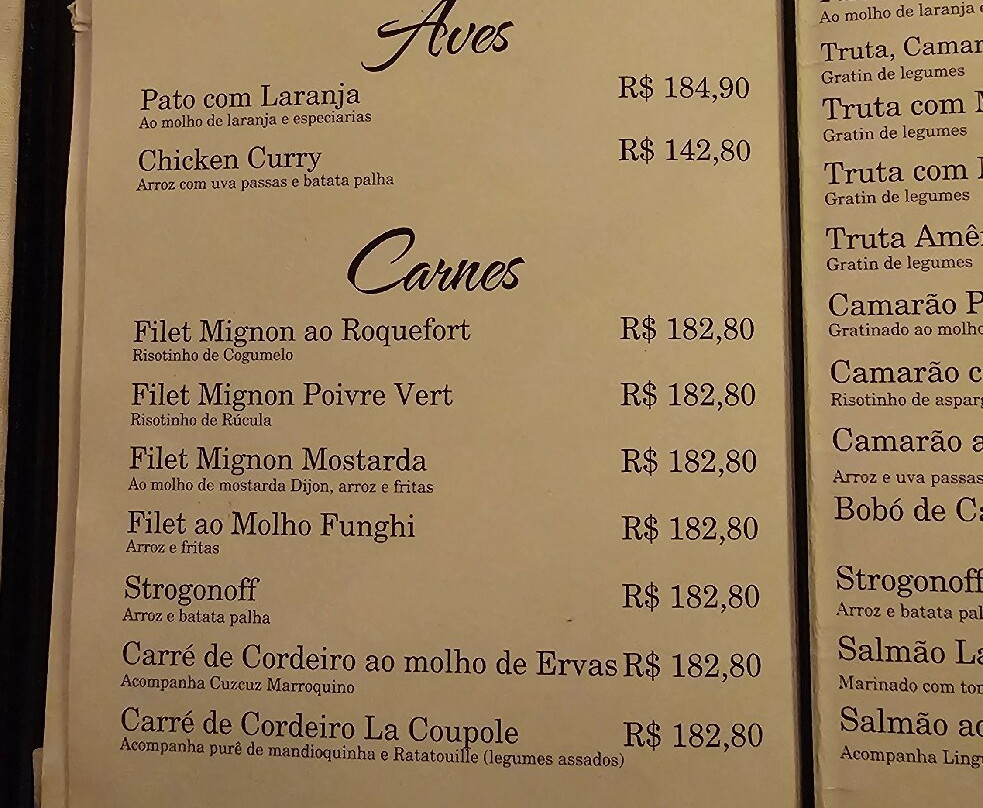 Aves
Pato com Laranja R$ 184,90
Ao molho de laranja e especiarias
Chicken Curry R$ 142,80
Arroz com uva passas e batata palha
Carnes
Filet Mignon ao Roquefort R$ 182,80
Risotinho de Cogumelo
Filet Mignon Poivre Vert R$ 182,80
Risotinho de Rúcula
Filet Mignon Mostarda R$ 182,80
Ao molho de mostarda Dijon, arroz e fritas
Filet ao Molho Funghi R$ 182,80
Arroz e fritas
Strogonoff R$ 182,80
Arroz e batata palha
Carré de Cordeiro ao molho de Ervas R$ 182,80
Acompanha Cuzcuz Marroquino
Carré de Cordeiro La Coupole R$ 182,80
Acompanha purê de mandioquinha e Ratatouille (legumes assados)
Ao molho de laranja e
Truta,
Gratin de legumes
Truta com
Gratin de legumes
Truta com
Gratin de legumes
Truta
Gratin de legumes
Camarão
Gratinado ao
Camarão
Risotinho de
Camarão
Arroz e uva passas
Bobó de
Strogonoff
Arroz e batata
Salmão
Marinado com
Salmão
Acompanha